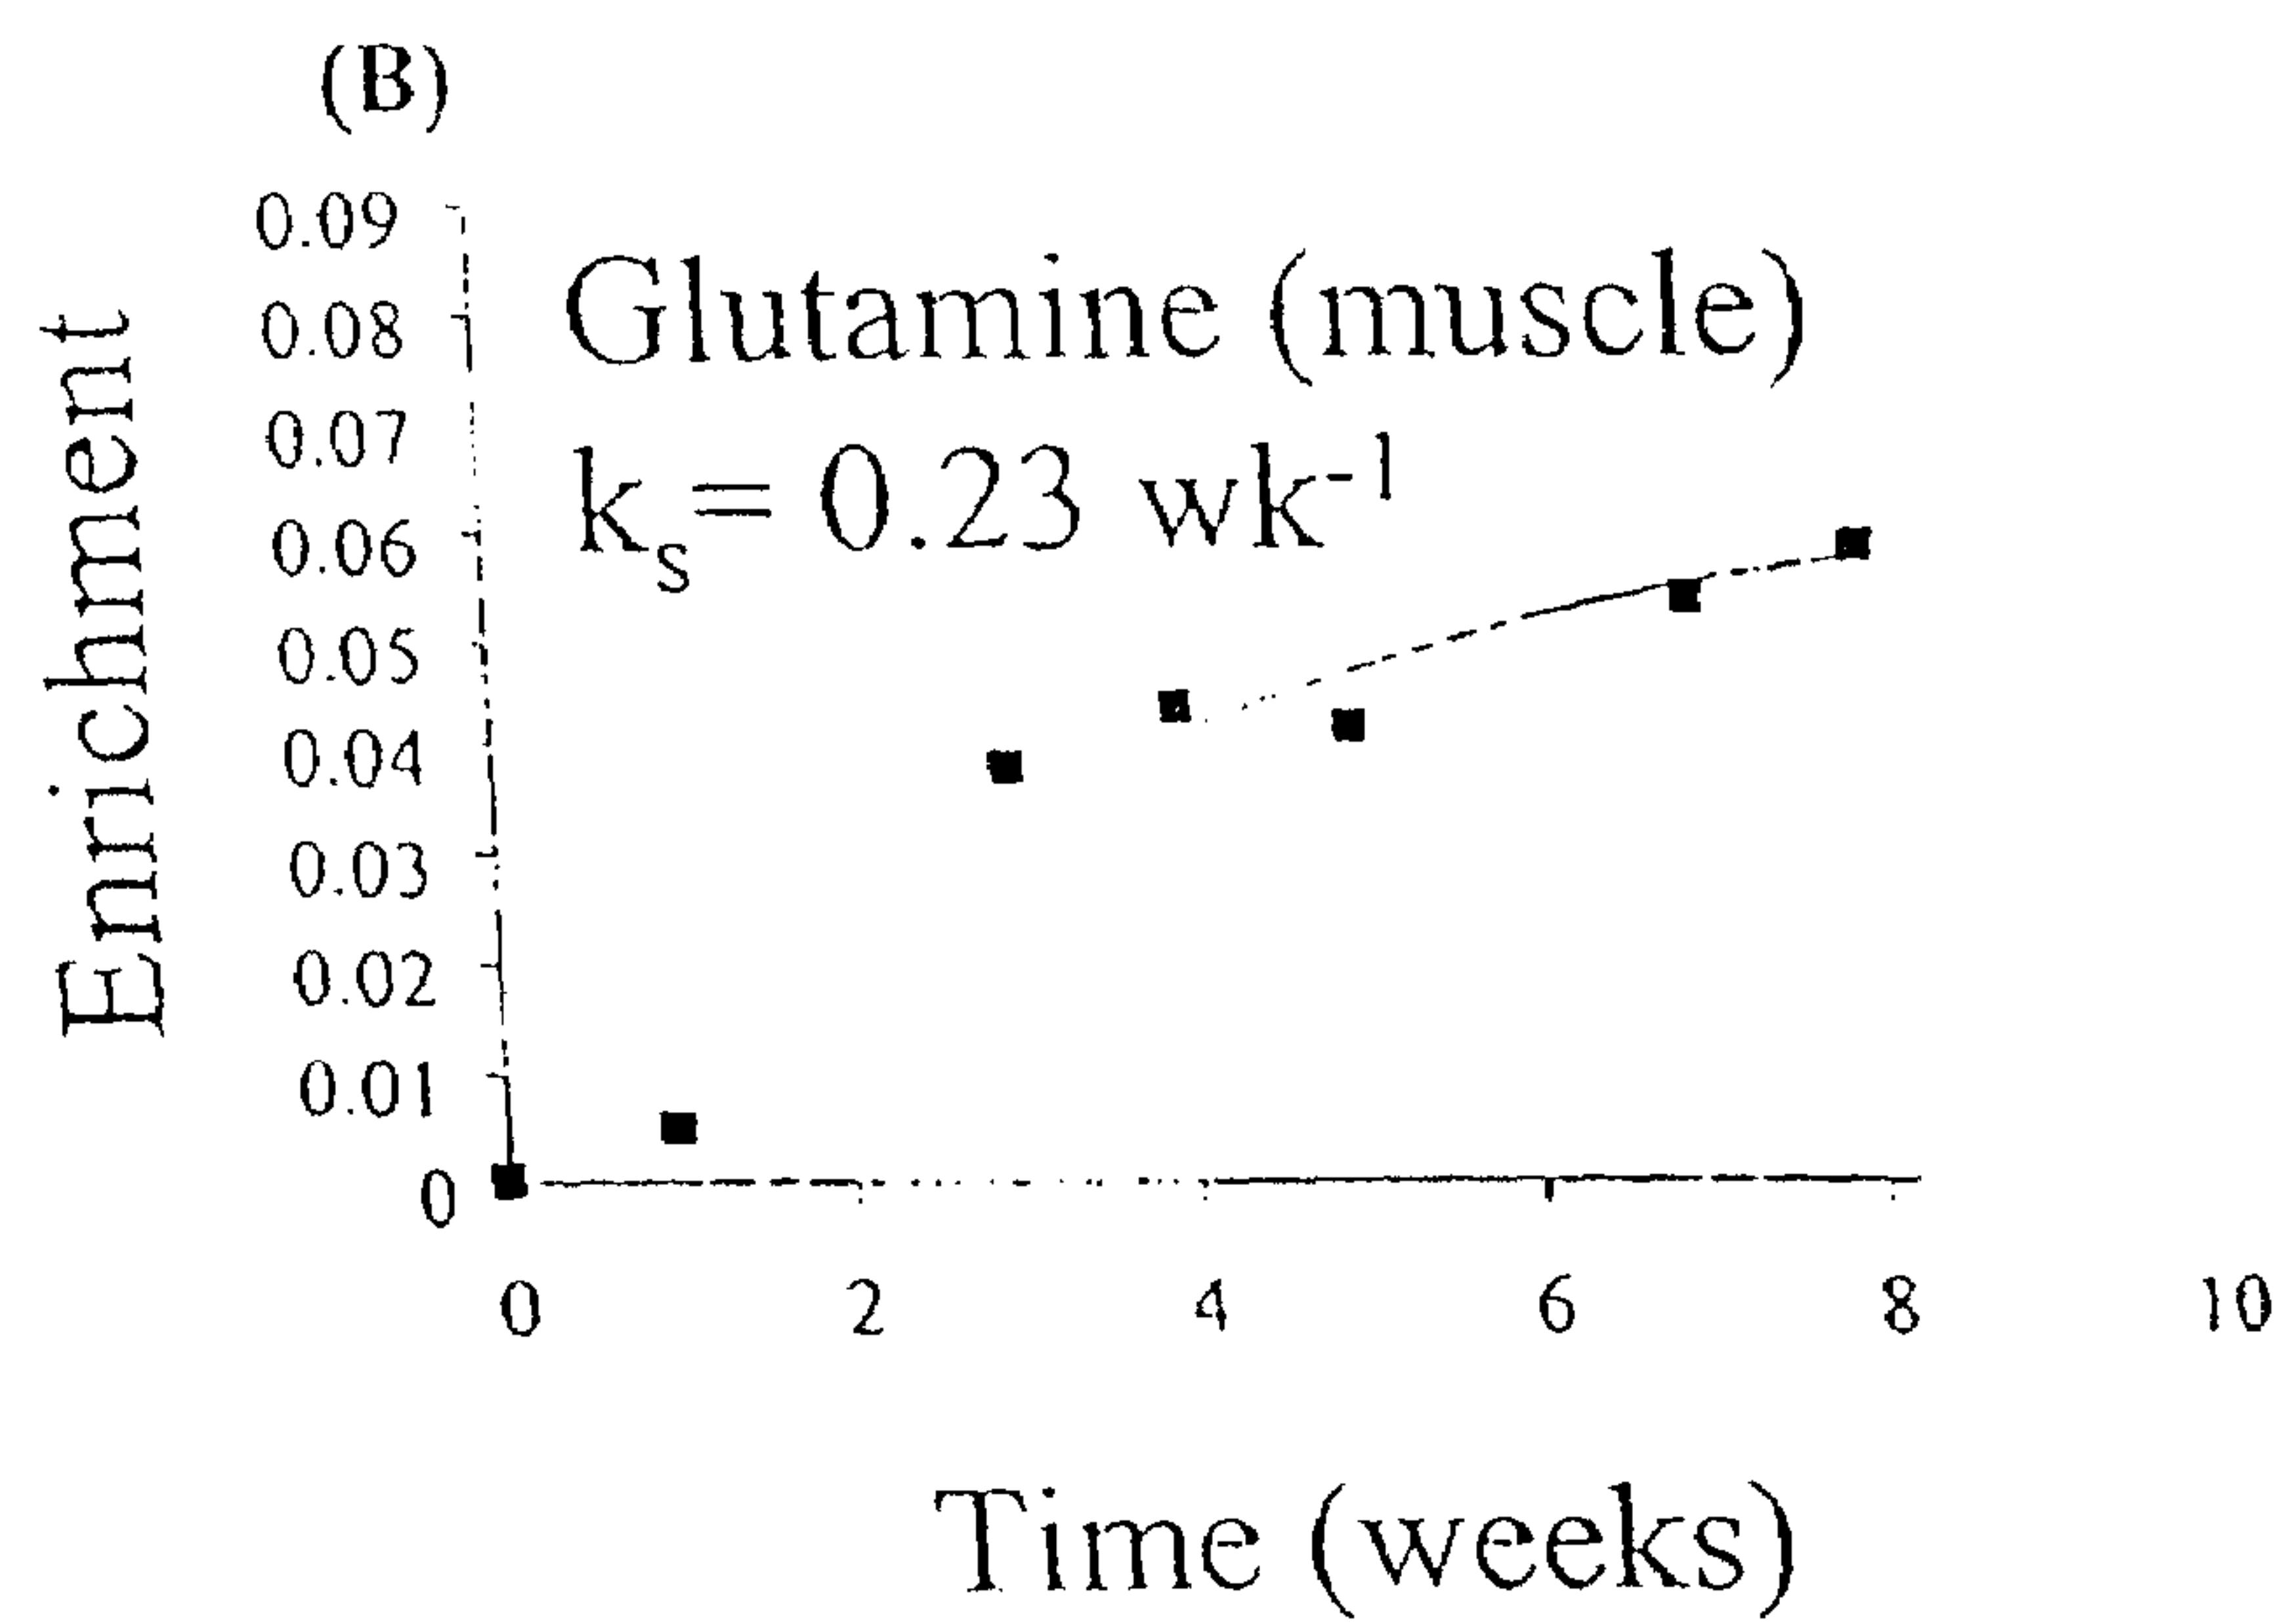 (B)
Enrichment
0.09
0.08
0.07
0.06
0.05
0.04
0.03
0.02
0.01
0
Glutamine (muscle)
kₛ = 0.23 wk⁻¹
0 2 4 6 8 10
Time (weeks)